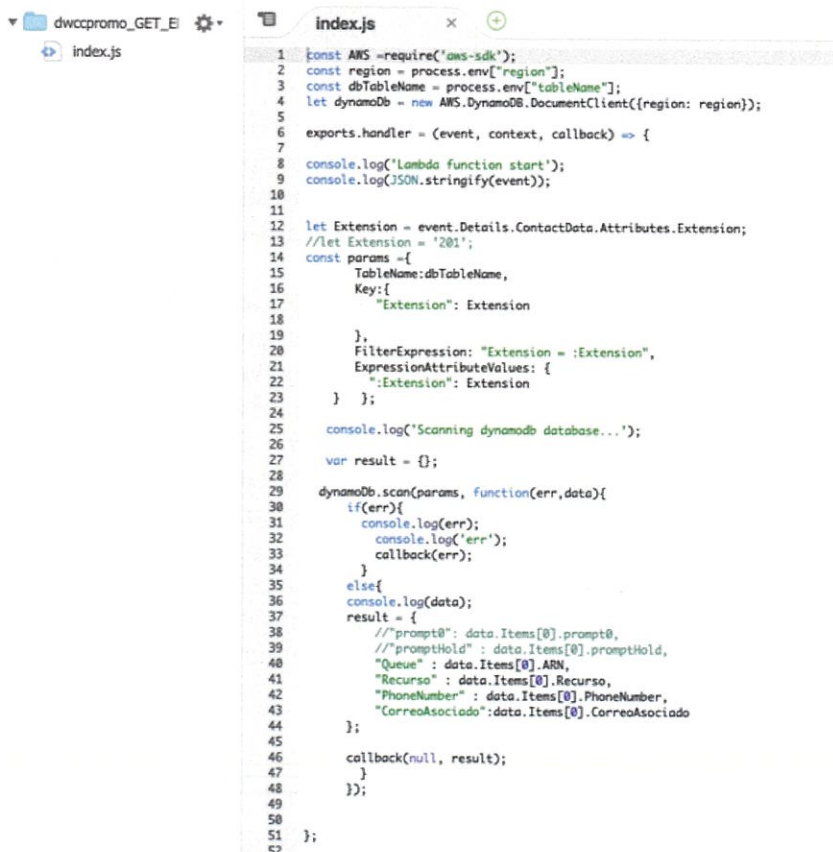 dwccpromo_GET_E
index.js
index.js
1 const AWS =require('aws-sdk');
2 const region = process.env["region"];
3 const dbTableName = process.env["tableName"];
4 let dynamoDb = new AWS.DynamoDB.DocumentClient({region: region});
5
6 exports.handler = (event, context, callback) => {
7
8 console.log('Lambda function start');
9 console.log(JSON.stringify(event));
10
11
12 let Extension = event.Details.ContactData.Attributes.Extension;
13 //let Extension = '201';
14 const params ={
15 TableName:dbTableName,
16 Key:{
17 "Extension": Extension
18
19 },
20 FilterExpression: "Extension = :Extension",
21 ExpressionAttributeValues: {
22 ":Extension": Extension
23 } };
24
25 console.log('Scanning dynamodb database...');
26
27 var result = {};
28
29 dynamoDb.scan(params, function(err,data){
30 if(err){
31 console.log(err);
32 console.log('err');
33 callback(err);
34 }
35 else{
36 console.log(data);
37 result = {
38 //"prompt0": data.Items[0].prompt0,
39 //"promptHold" : data.Items[0].promptHold,
40 "Queue" : data.Items[0].ARN,
41 "Recurso" : data.Items[0].Recurso,
42 "PhoneNumber" : data.Items[0].PhoneNumber,
43 "CorreoAsociado":data.Items[0].CorreoAsociado
44 };
45
46 callback(null, result);
47 }
48 });
49
50
51 };
52